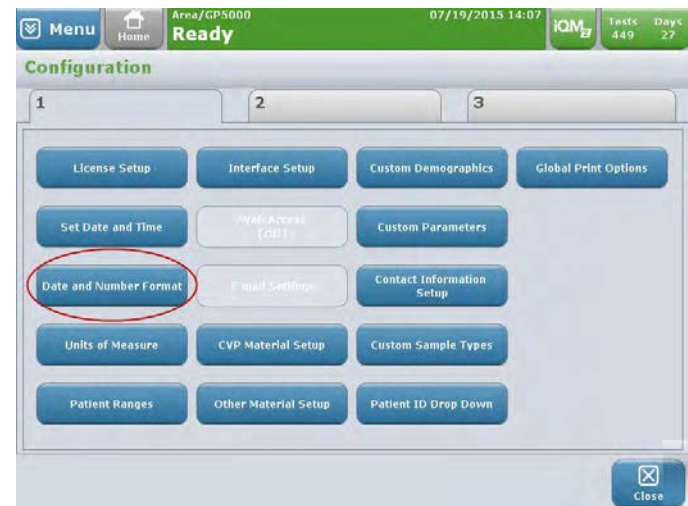 Menu
Home
Area/GP5000
Ready
07/19/2015 14:07
iQM2
Tests
449
Days
27
Configuration
1
2
3
License Setup
Interface Setup
Custom Demographics
Global Print Options
Set Date and Time
Web Access
Custom Parameters
Date and Number Format
E-mail Settings
Contact Information
Setup
Units of Measure
CVP Material Setup
Custom Sample Types
Patient Ranges
Other Material Setup
Patient ID Drop Down
Close